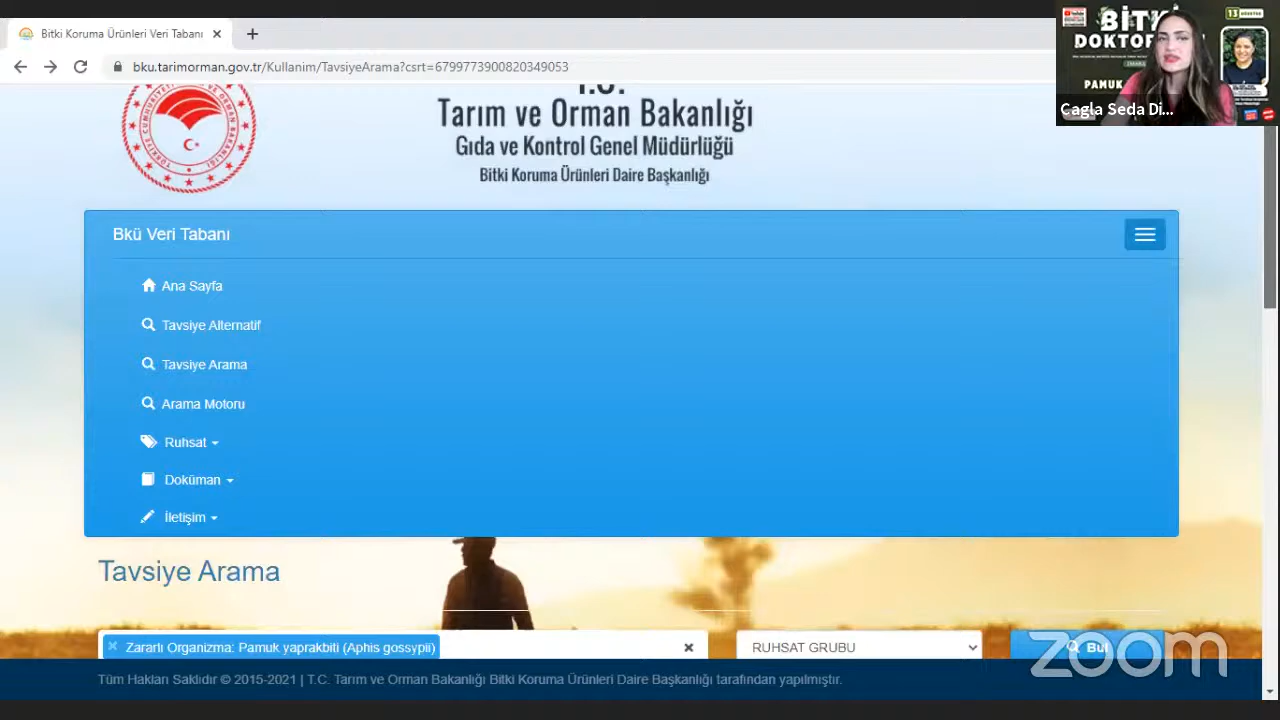 Bitki Koruma Ürünleri Veri Tabanı
bku.tarimorman.gov.tr/Kullanim/TavsiyeArama?csrt=6799773900820349053
BİTKİ
DOKTO
PAMUK
13
Cagla Seda Di...
T.C.
Tarım ve Orman Bakanlığı
Gıda ve Kontrol Genel Müdürlüğü
Bitki Koruma Ürünleri Daire Başkanlığı
Bkü Veri Tabanı
Ana Sayfa
Tavsiye Alternatif
Tavsiye Arama
Arama Motoru
Ruhsat
Doküman
İletişim
Tavsiye Arama
Zararlı Organizma: Pamuk yaprakbiti (Aphis gossypii)
RUHSAT GRUBU
Bul
zoom
Tüm Hakları Saklıdır © 2015-2021 | T.C. Tarım ve Orman Bakanlığı Bitki Koruma Ürünleri Daire Başkanlığı tarafından yapılmıştır.